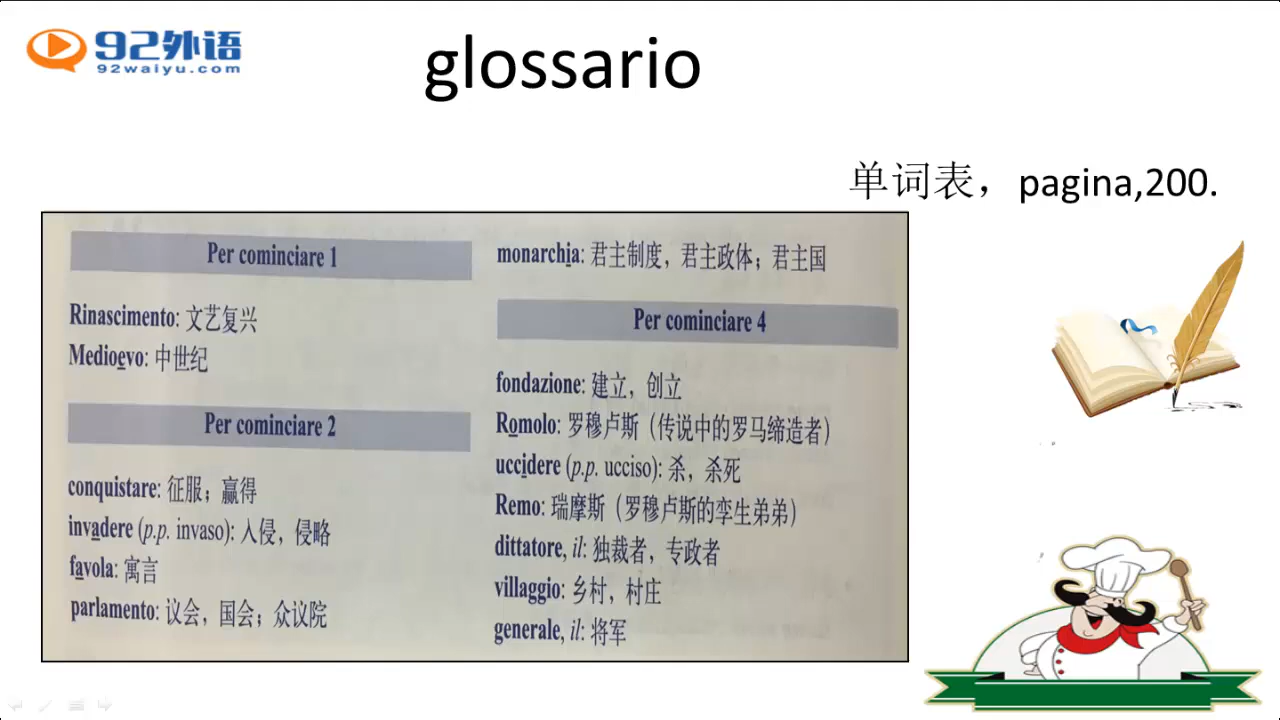 92外语
92waiyu.com
glossario
单词表，pagina,200.
Per cominciare 1
Rinascimento: 文艺复兴
Medioevo: 中世纪
Per cominciare 2
conquistare: 征服；赢得
invadere (p.p. invaso): 入侵，侵略
favola: 寓言
parlamento: 议会，国会；众议院
monarchia: 君主制度，君主政体；君主国
Per cominciare 4
fondazione: 建立，创立
Romolo: 罗穆卢斯（传说中的罗马缔造者）
uccidere (p.p. ucciso): 杀，杀死
Remo: 瑞摩斯（罗穆卢斯的孪生弟弟）
dittatore, il: 独裁者，专政者
villaggio: 乡村，村庄
generale, il: 将军